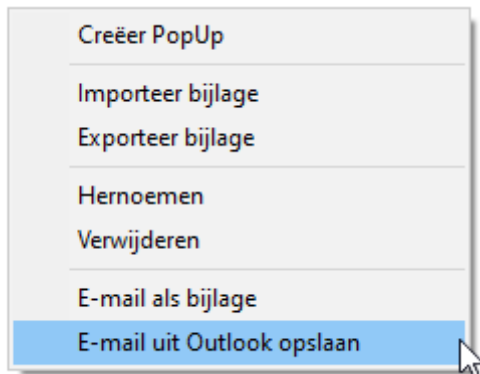 Creëer PopUp
Importeer bijlage
Exporteer bijlage
Hernoemen
Verwijderen
E-mail als bijlage
E-mail uit Outlook opslaan